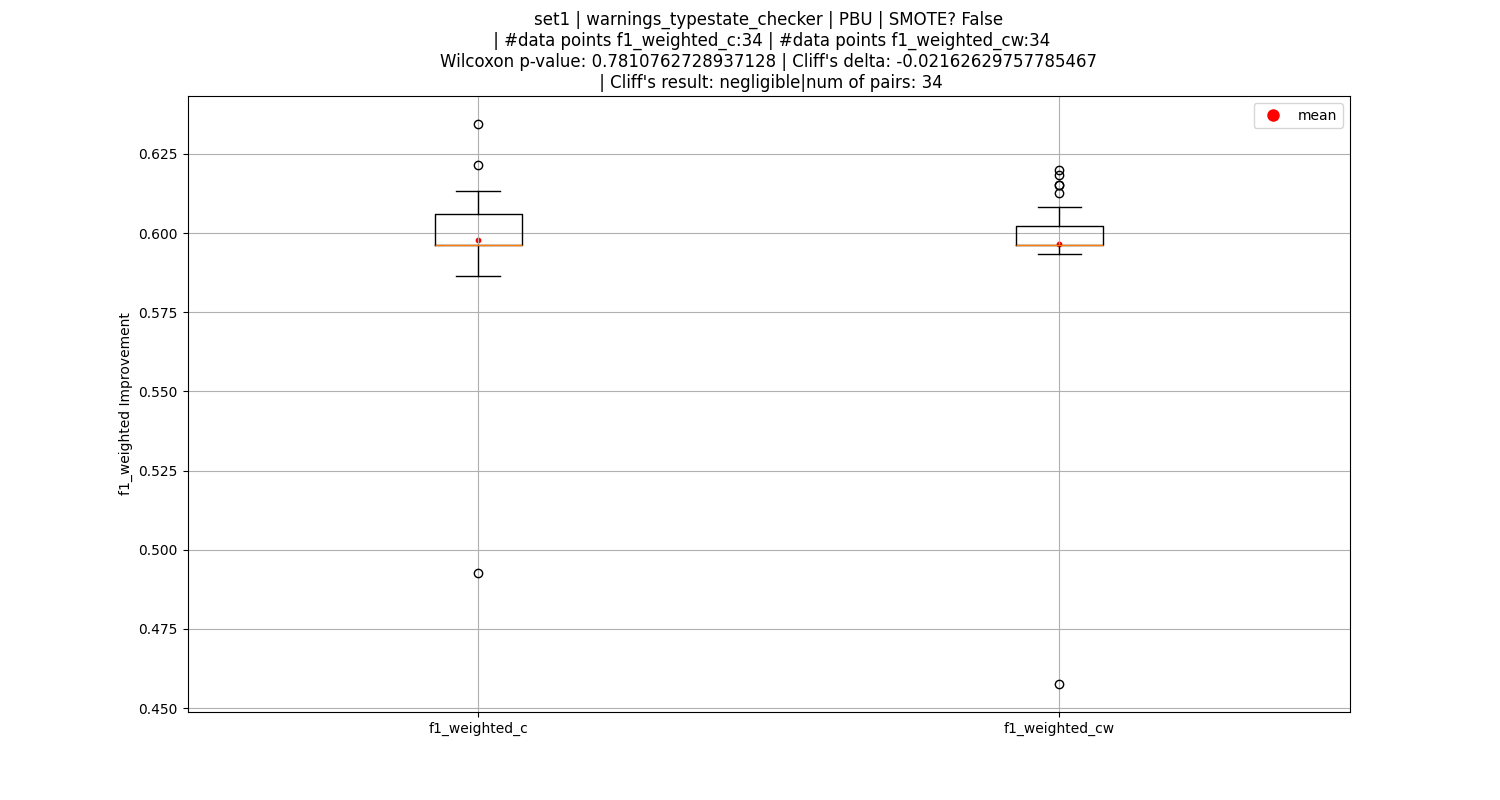 set1 | warnings_typestate_checker | PBU | SMOTE? False
| #data points f1_weighted_c:34 | #data points f1_weighted_cw:34
Wilcoxon p-value: 0.7810762728937128 | Cliff's delta: -0.02162629757785467
| Cliff's result: negligible|num of pairs: 34
mean
0.625
0.600
0.575
0.550
0.525
0.500
0.475
0.450
f1_weighted Improvement
f1_weighted_c
f1_weighted_cw